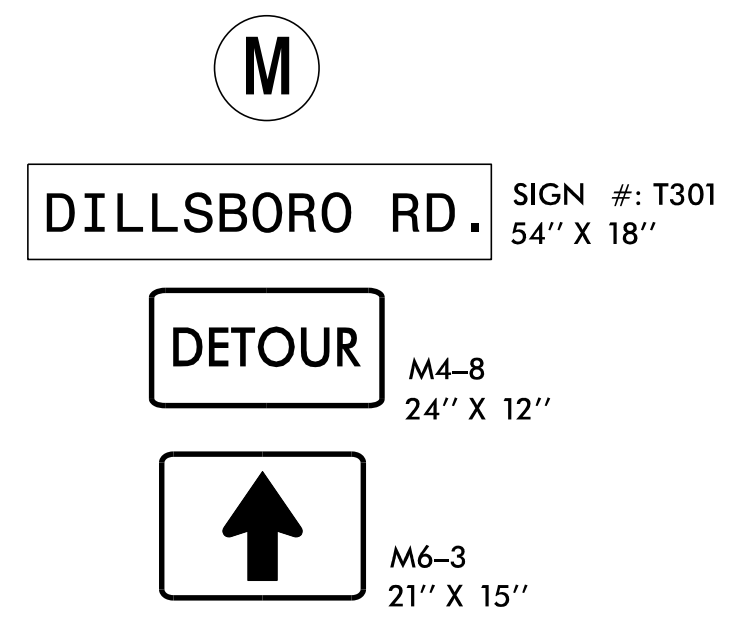 M
DILLSBORO RD.
SIGN #: T301
54'' X 18''
DETOUR
M4–8
24'' X 12''
M6–3
21'' X 15''